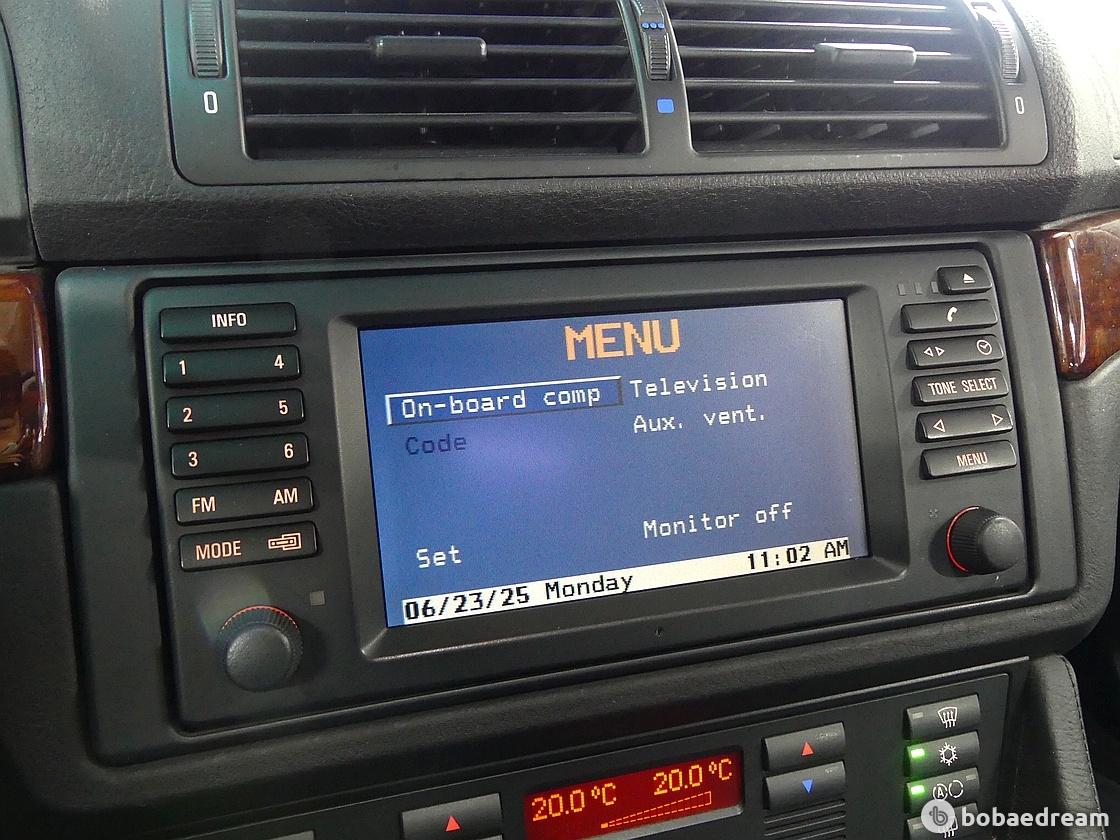 0
0
INFO
1 4
2 5
3 6
FM AM
MODE
MENU
On-board comp
Television
Code
Aux. vent.
Monitor off
Set
06/23/25 Monday
11:02 AM
TONE SELECT
MENU
20.0°C
20.0°C
A
bobaedream